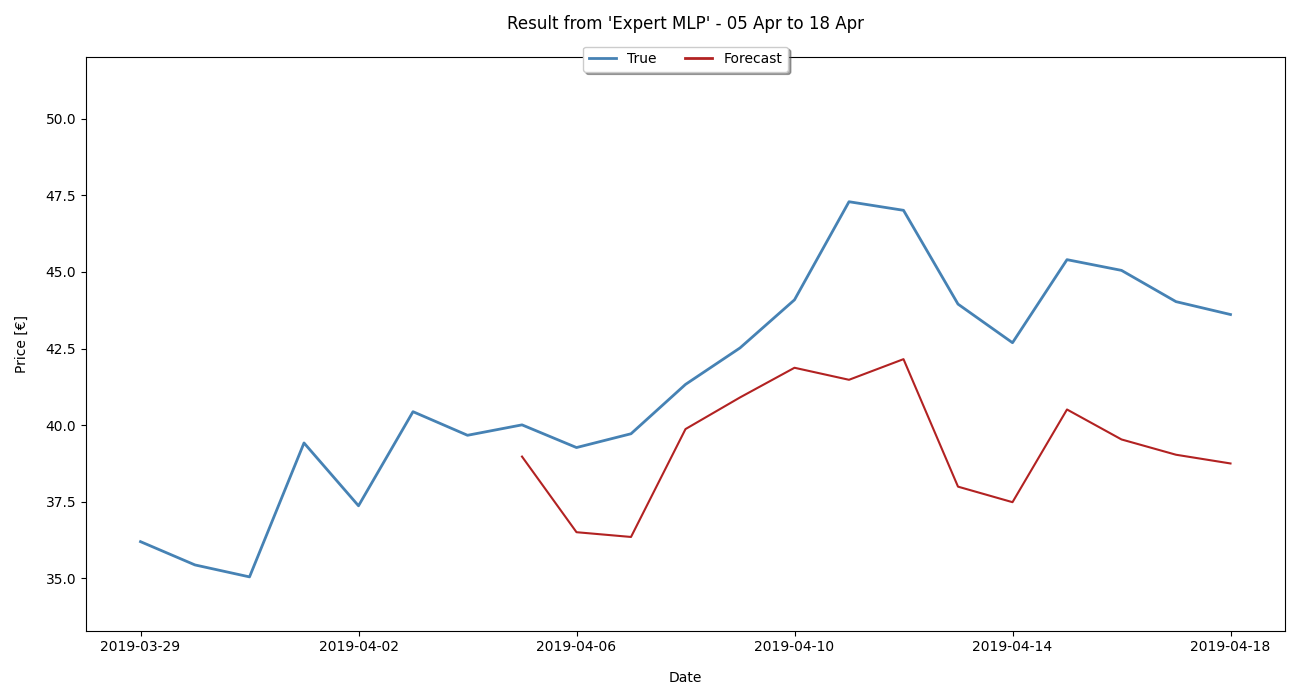 Result from 'Expert MLP' - 05 Apr to 18 Apr
True Forecast
Price [€]
50.0
47.5
45.0
42.5
40.0
37.5
35.0
2019-03-29 2019-04-02 2019-04-06 2019-04-10 2019-04-14 2019-04-18
Date